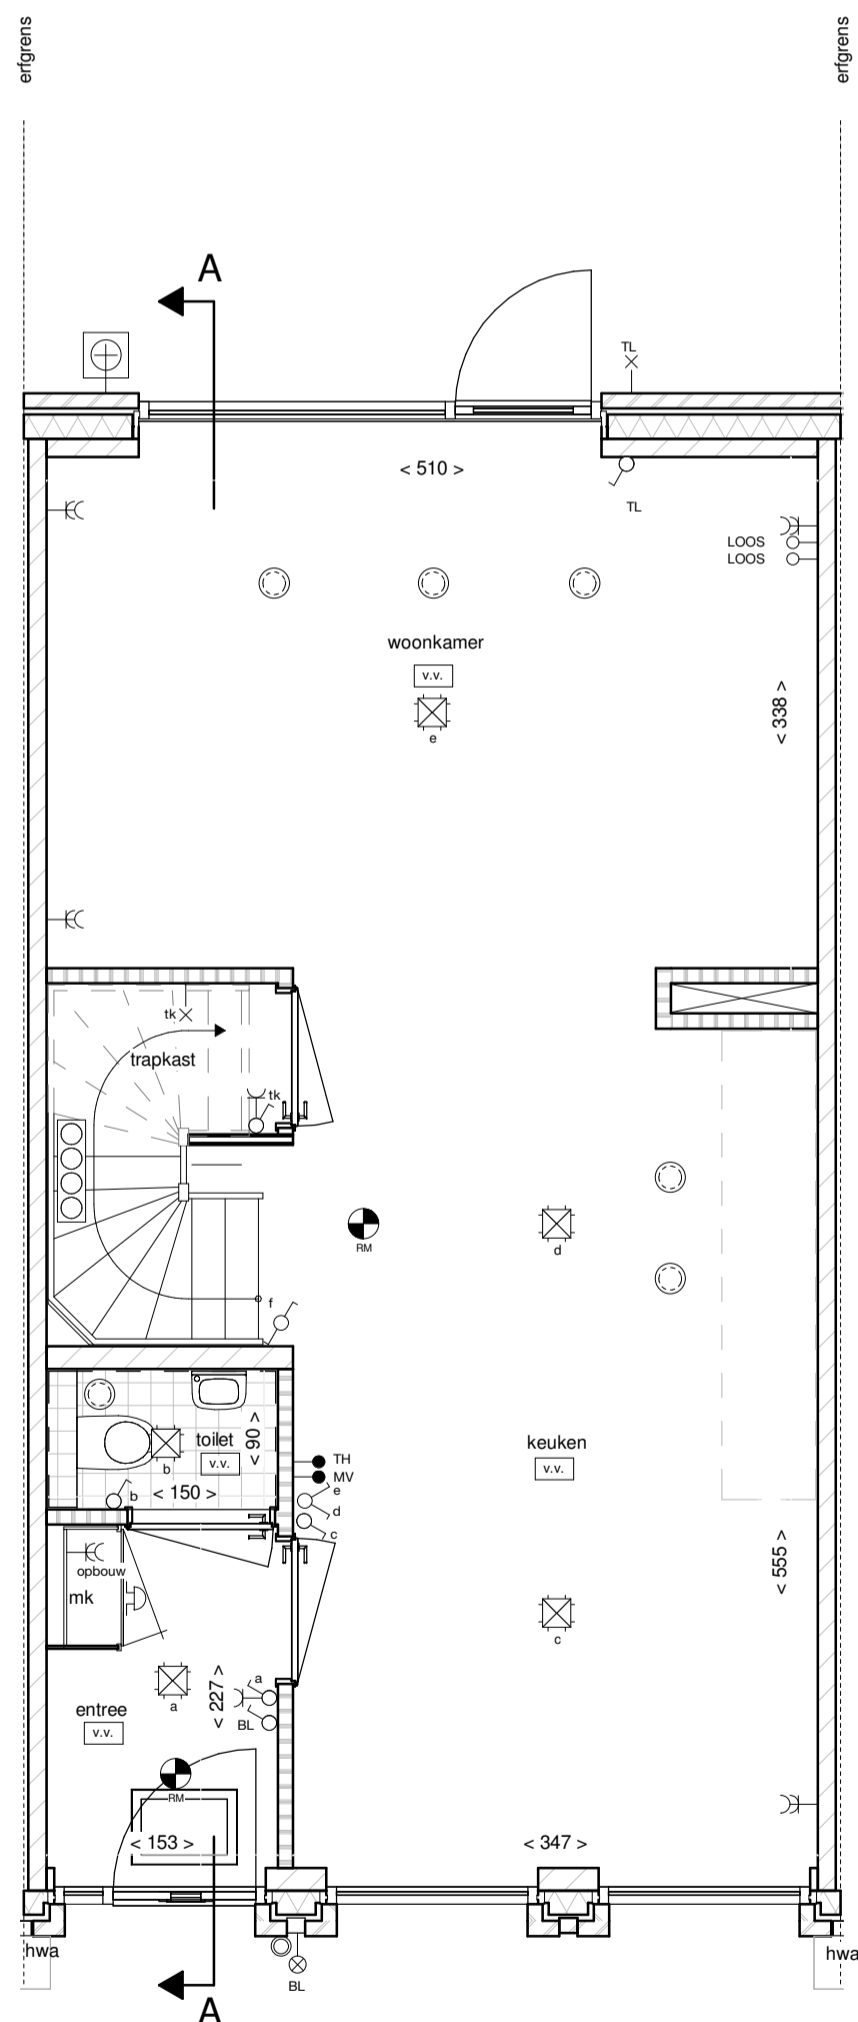 erfgrens
erfgrens
A
TL
< 510 >
TL
LOOS
LOOS
woonkamer
v.v.
e
< 338 >
tk
trapkast
tk
RM
d
f
toilet
v.v.
b
< 90 >
b
< 150 >
keuken
v.v.
TH
MV
e
d
c
opbouw
mk
< 555 >
c
a
a
< 227 >
BL
entree
v.v.
RM
< 153 >
< 347 >
hwa
hwa
BL
A